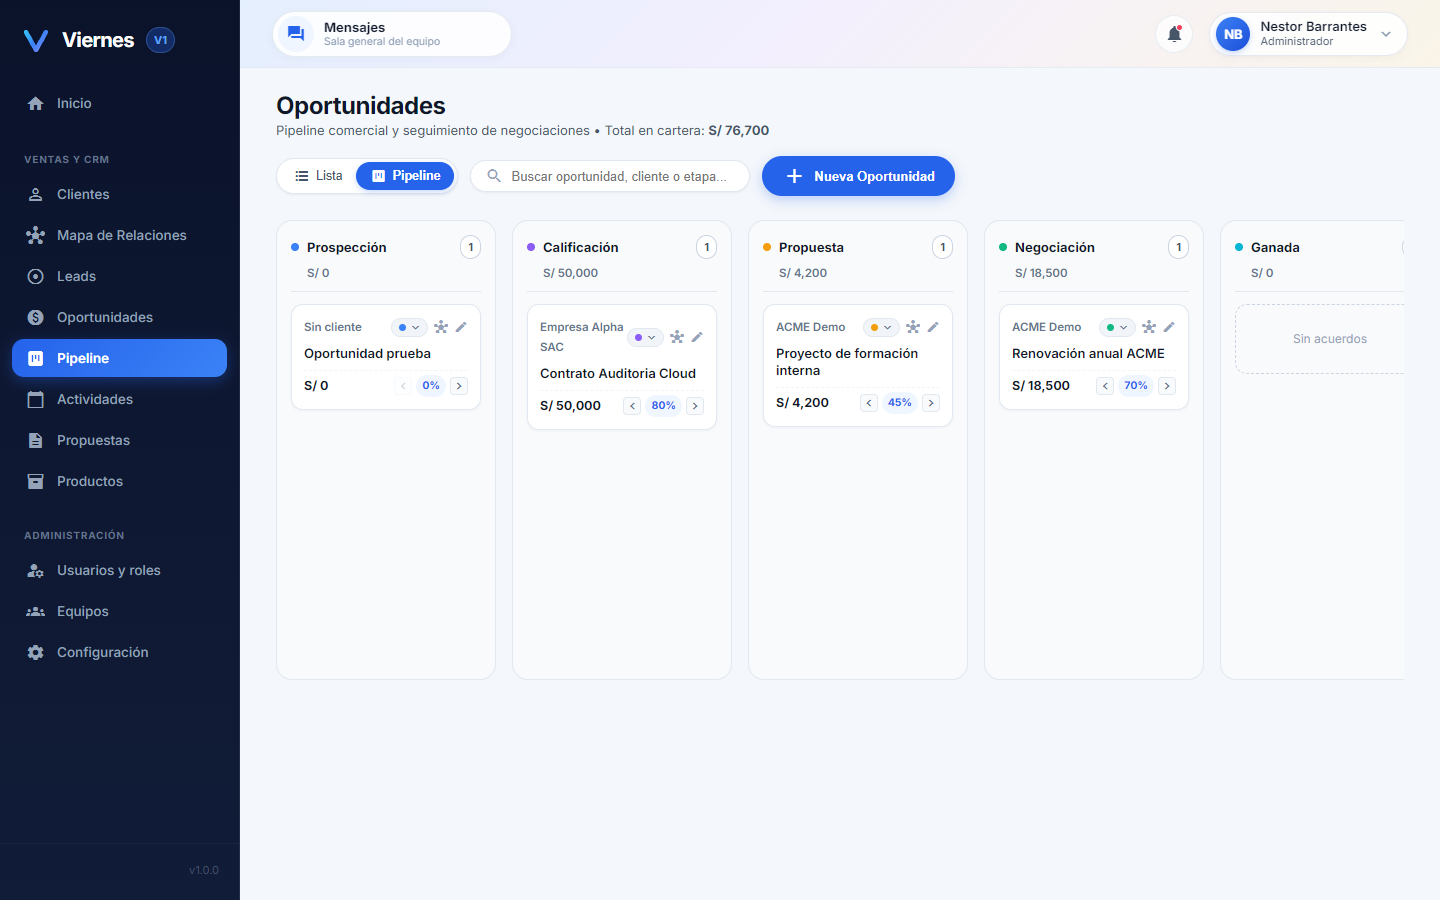 Viernes V1
Inicio
VENTAS Y CRM
Clientes
Mapa de Relaciones
Leads
Oportunidades
Pipeline
Actividades
Propuestas
Productos
ADMINISTRACIÓN
Usuarios y roles
Equipos
Configuración
v1.0.0
Mensajes
Sala general del equipo
NB
Nestor Barrantes
Administrador
Oportunidades
Pipeline comercial y seguimiento de negociaciones • Total en cartera: S/ 76,700
Lista
Pipeline
Buscar oportunidad, cliente o etapa...
Nueva Oportunidad
Prospección 1
S/ 0
Sin cliente
Oportunidad prueba
S/ 0 0%
Calificación 1
S/ 50,000
Empresa Alpha
SAC
Contrato Auditoria Cloud
S/ 50,000 80%
Propuesta 1
S/ 4,200
ACME Demo
Proyecto de formación
interna
S/ 4,200 45%
Negociación 1
S/ 18,500
ACME Demo
Renovación anual ACME
S/ 18,500 70%
Ganada
S/ 0
Sin acuerdos